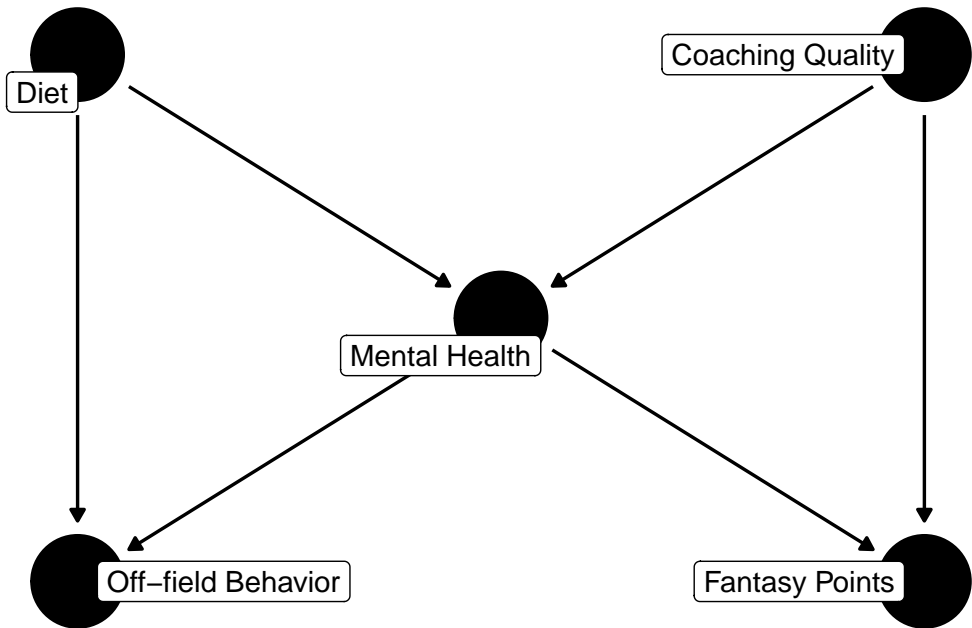 Coaching Quality
Diet
Mental Health
Off−field Behavior
Fantasy Points